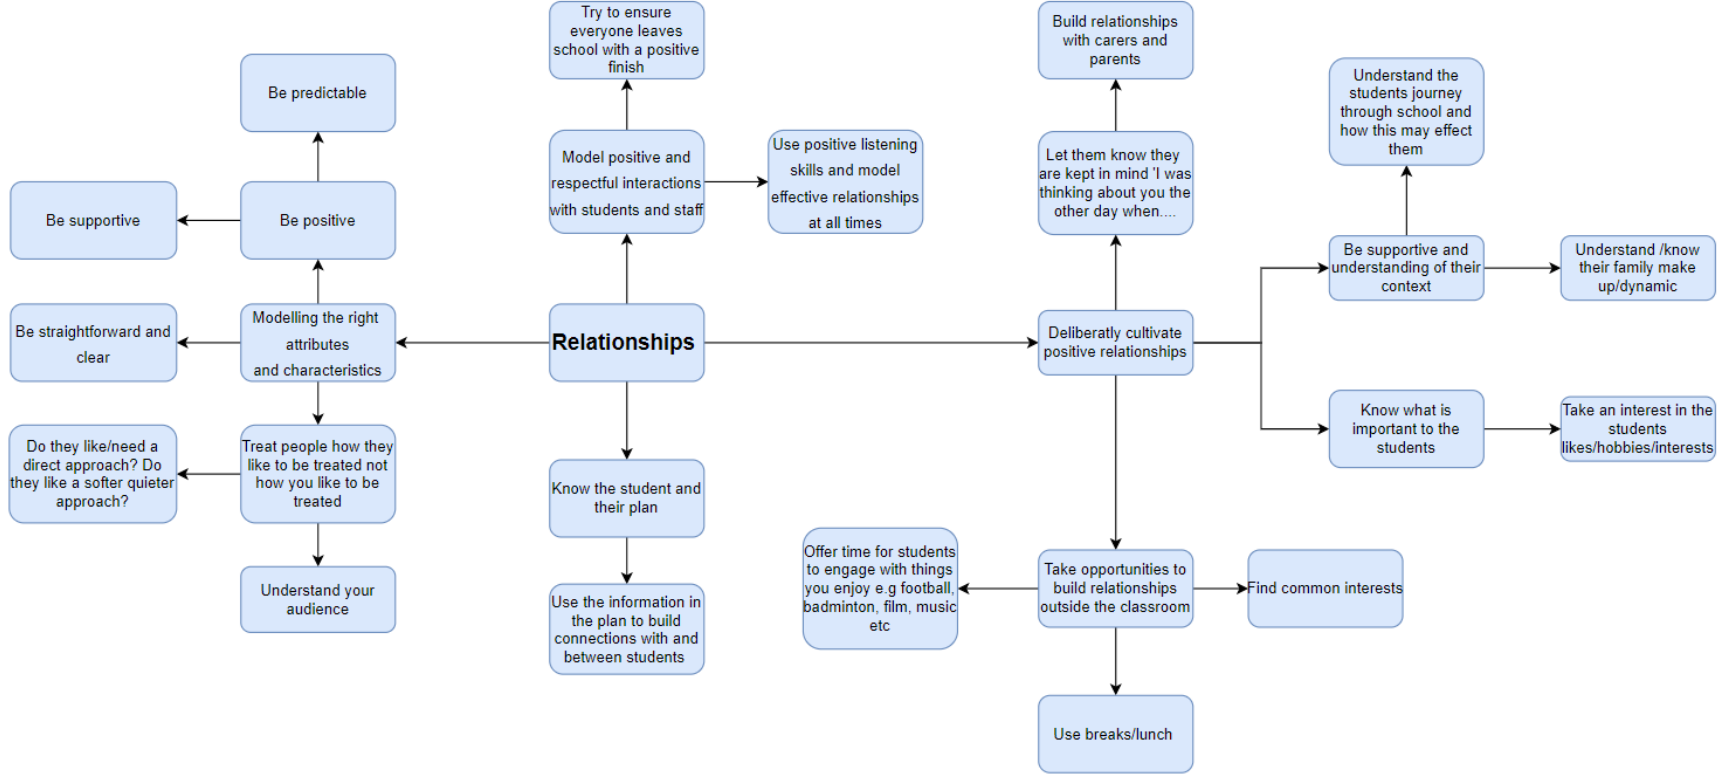 Try to ensure
everyone leaves
school with a positive
finish
Build relationships
with carers and
parents
Be predictable
Understand the
students journey
through school and
how this may effect
them
Model positive and
respectful interactions
with students and staff
Use positive listening
skills and model
effective relationships
at all times
Let them know they
are kept in mind 'I was
thinking about you the
other day when....
Be supportive
Be positive
Be supportive and
understanding of their
context
Understand /know
their family make
up/dynamic
Be straightforward and
clear
Modelling the right
attributes
and characteristics
Relationships
Deliberatly cultivate
positive relationships
Know what is
important to the
students
Take an interest in the
students
likes/hobbies/interests
Do they like/need a
direct approach? Do
they like a softer quieter
approach?
Treat people how they
like to be treated not
how you like to be
treated
Know the student and
their plan
Offer time for students
to engage with things
you enjoy e.g football,
badminton, film, music
etc
Take opportunities to
build relationships
outside the classroom
Find common interests
Understand your
audience
Use the information in
the plan to build
connections with and
between students
Use breaks/lunch